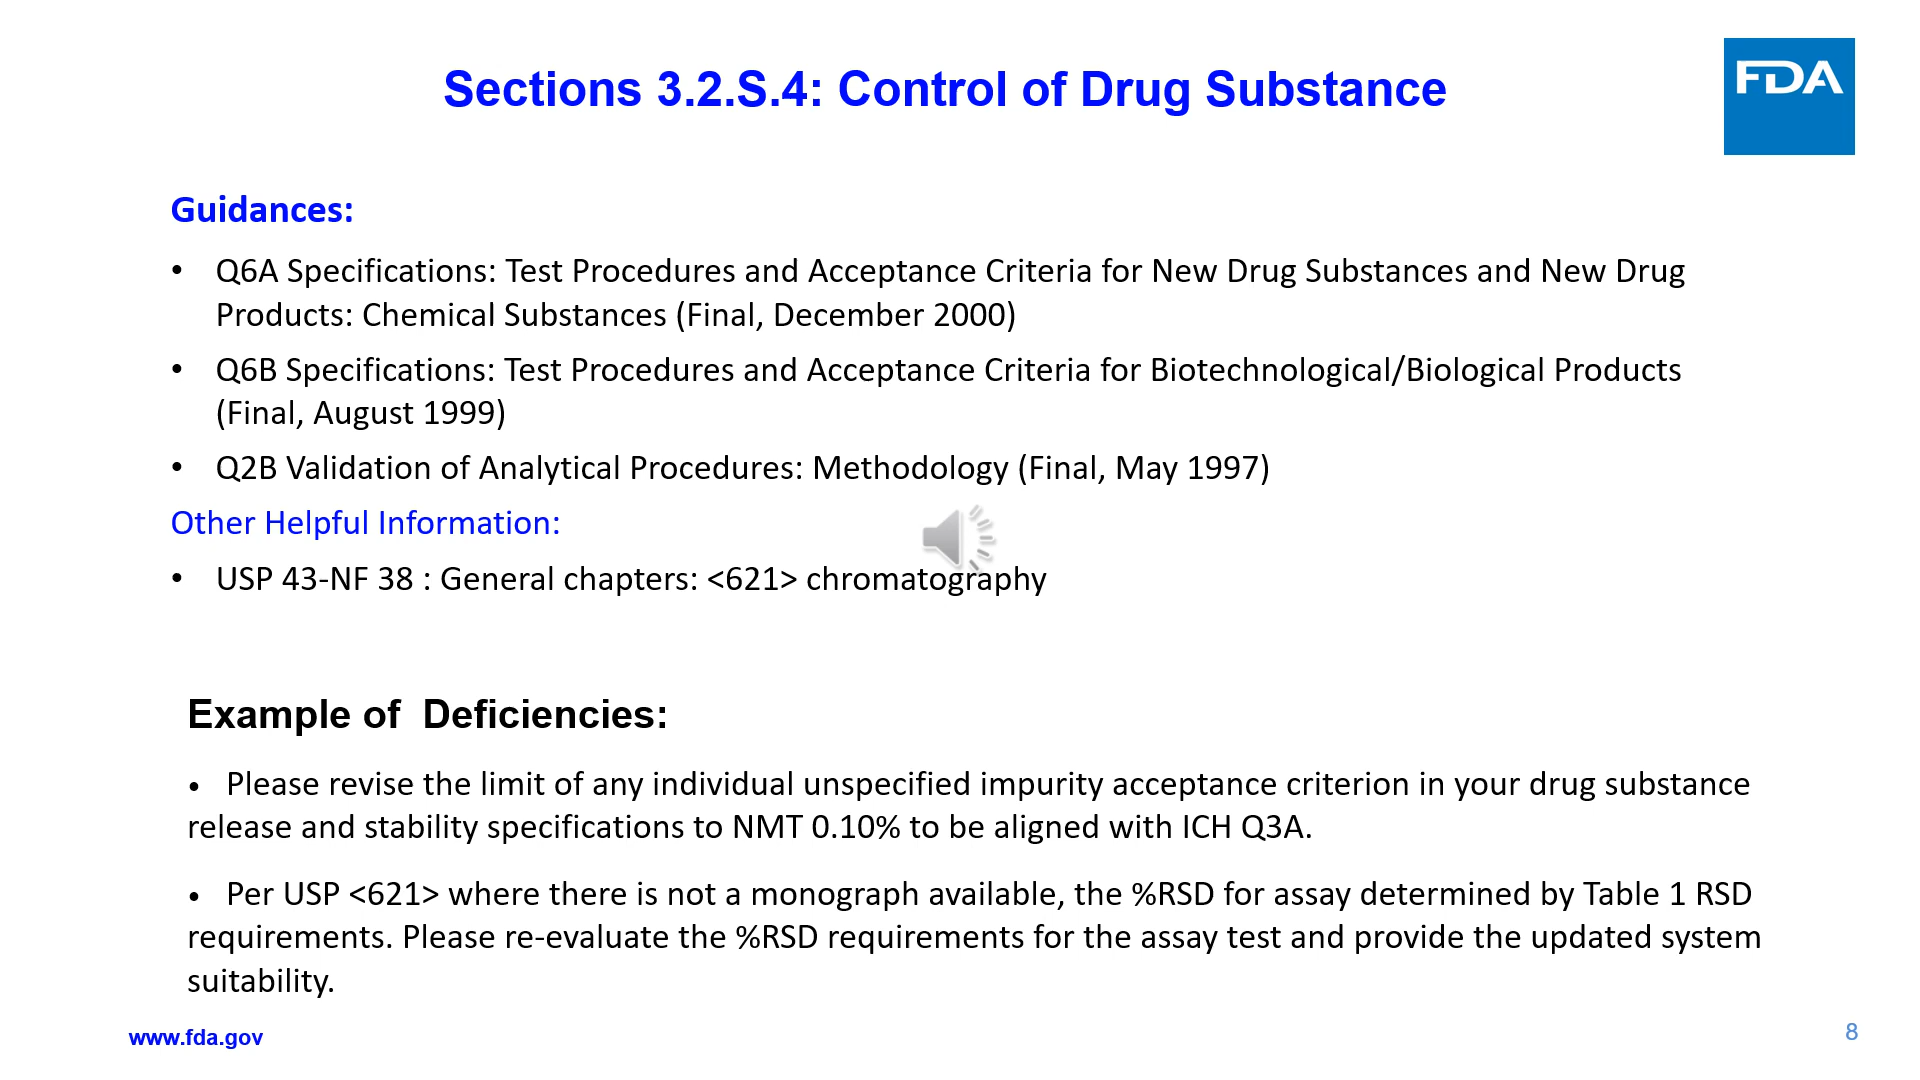 Sections 3.2.S.4: Control of Drug Substance
FDA
Guidances:
• Q6A Specifications: Test Procedures and Acceptance Criteria for New Drug Substances and New Drug
Products: Chemical Substances (Final, December 2000)
• Q6B Specifications: Test Procedures and Acceptance Criteria for Biotechnological/Biological Products
(Final, August 1999)
• Q2B Validation of Analytical Procedures: Methodology (Final, May 1997)
Other Helpful Information:
• USP 43-NF 38 : General chapters: <621> chromatography
Example of  Deficiencies:
• Please revise the limit of any individual unspecified impurity acceptance criterion in your drug substance
release and stability specifications to NMT 0.10% to be aligned with ICH Q3A.
• Per USP <621> where there is not a monograph available, the %RSD for assay determined by Table 1 RSD
requirements. Please re-evaluate the %RSD requirements for the assay test and provide the updated system
suitability.
www.fda.gov
8